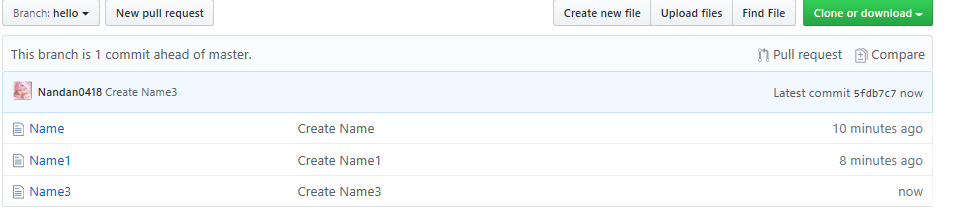 Branch: hello New pull request Create new file Upload files Find File Clone or download
This branch is 1 commit ahead of master. Pull request Compare
Nandan0418 Create Name3 Latest commit 5fdb7c7 now
Name Create Name 10 minutes ago
Name1 Create Name1 8 minutes ago
Name3 Create Name3 now